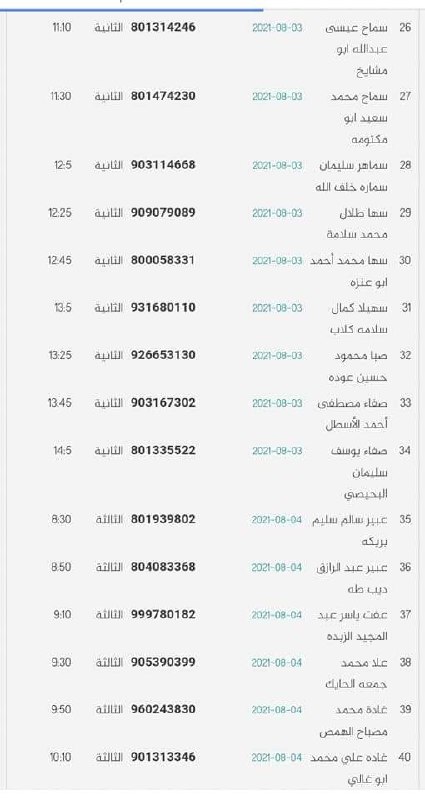 26 سماح عيسى 2021-08-03 801314246 الثانية 11:10
عبدالله ابو
مشايخ
27 سماح محمد 2021-08-03 801474230 الثانية 11:30
سعيد ابو
مكتومه
28 سماهر سليمان 2021-08-03 903114668 الثانية 12:5
سماره خلف الله
29 سها طلال 2021-08-03 909079089 الثانية 12:25
محمد سلامة
30 سها محمد أحمد 2021-08-03 800058331 الثانية 12:45
ابو عنزه
31 سهيلا كمال 2021-08-03 931680110 الثانية 13:5
سلامه كلاب
32 صبا محمود 2021-08-03 926653130 الثانية 13:25
حسين عوده
33 صفاء مصطفى 2021-08-03 903167302 الثانية 13:45
أحمد الأسطل
34 صفاء يوسف 2021-08-03 801335522 الثانية 14:5
سليمان
البحيصي
35 عبير سالم سليم 2021-08-04 801939802 الثالثة 8:30
بريكه
36 عبير عبد الرازق 2021-08-04 804083368 الثالثة 8:50
ديب طه
37 عفت ياسر عبد 2021-08-04 999780182 الثالثة 9:10
المجيد الزبده
38 علا محمد 2021-08-04 905390399 الثالثة 9:30
جمعه الحايك
39 غادة محمد 2021-08-04 960243830 الثالثة 9:50
مصباح الهمص
40 غاده علي محمد 2021-08-04 901313346 الثالثة 10:10
ابو غالي